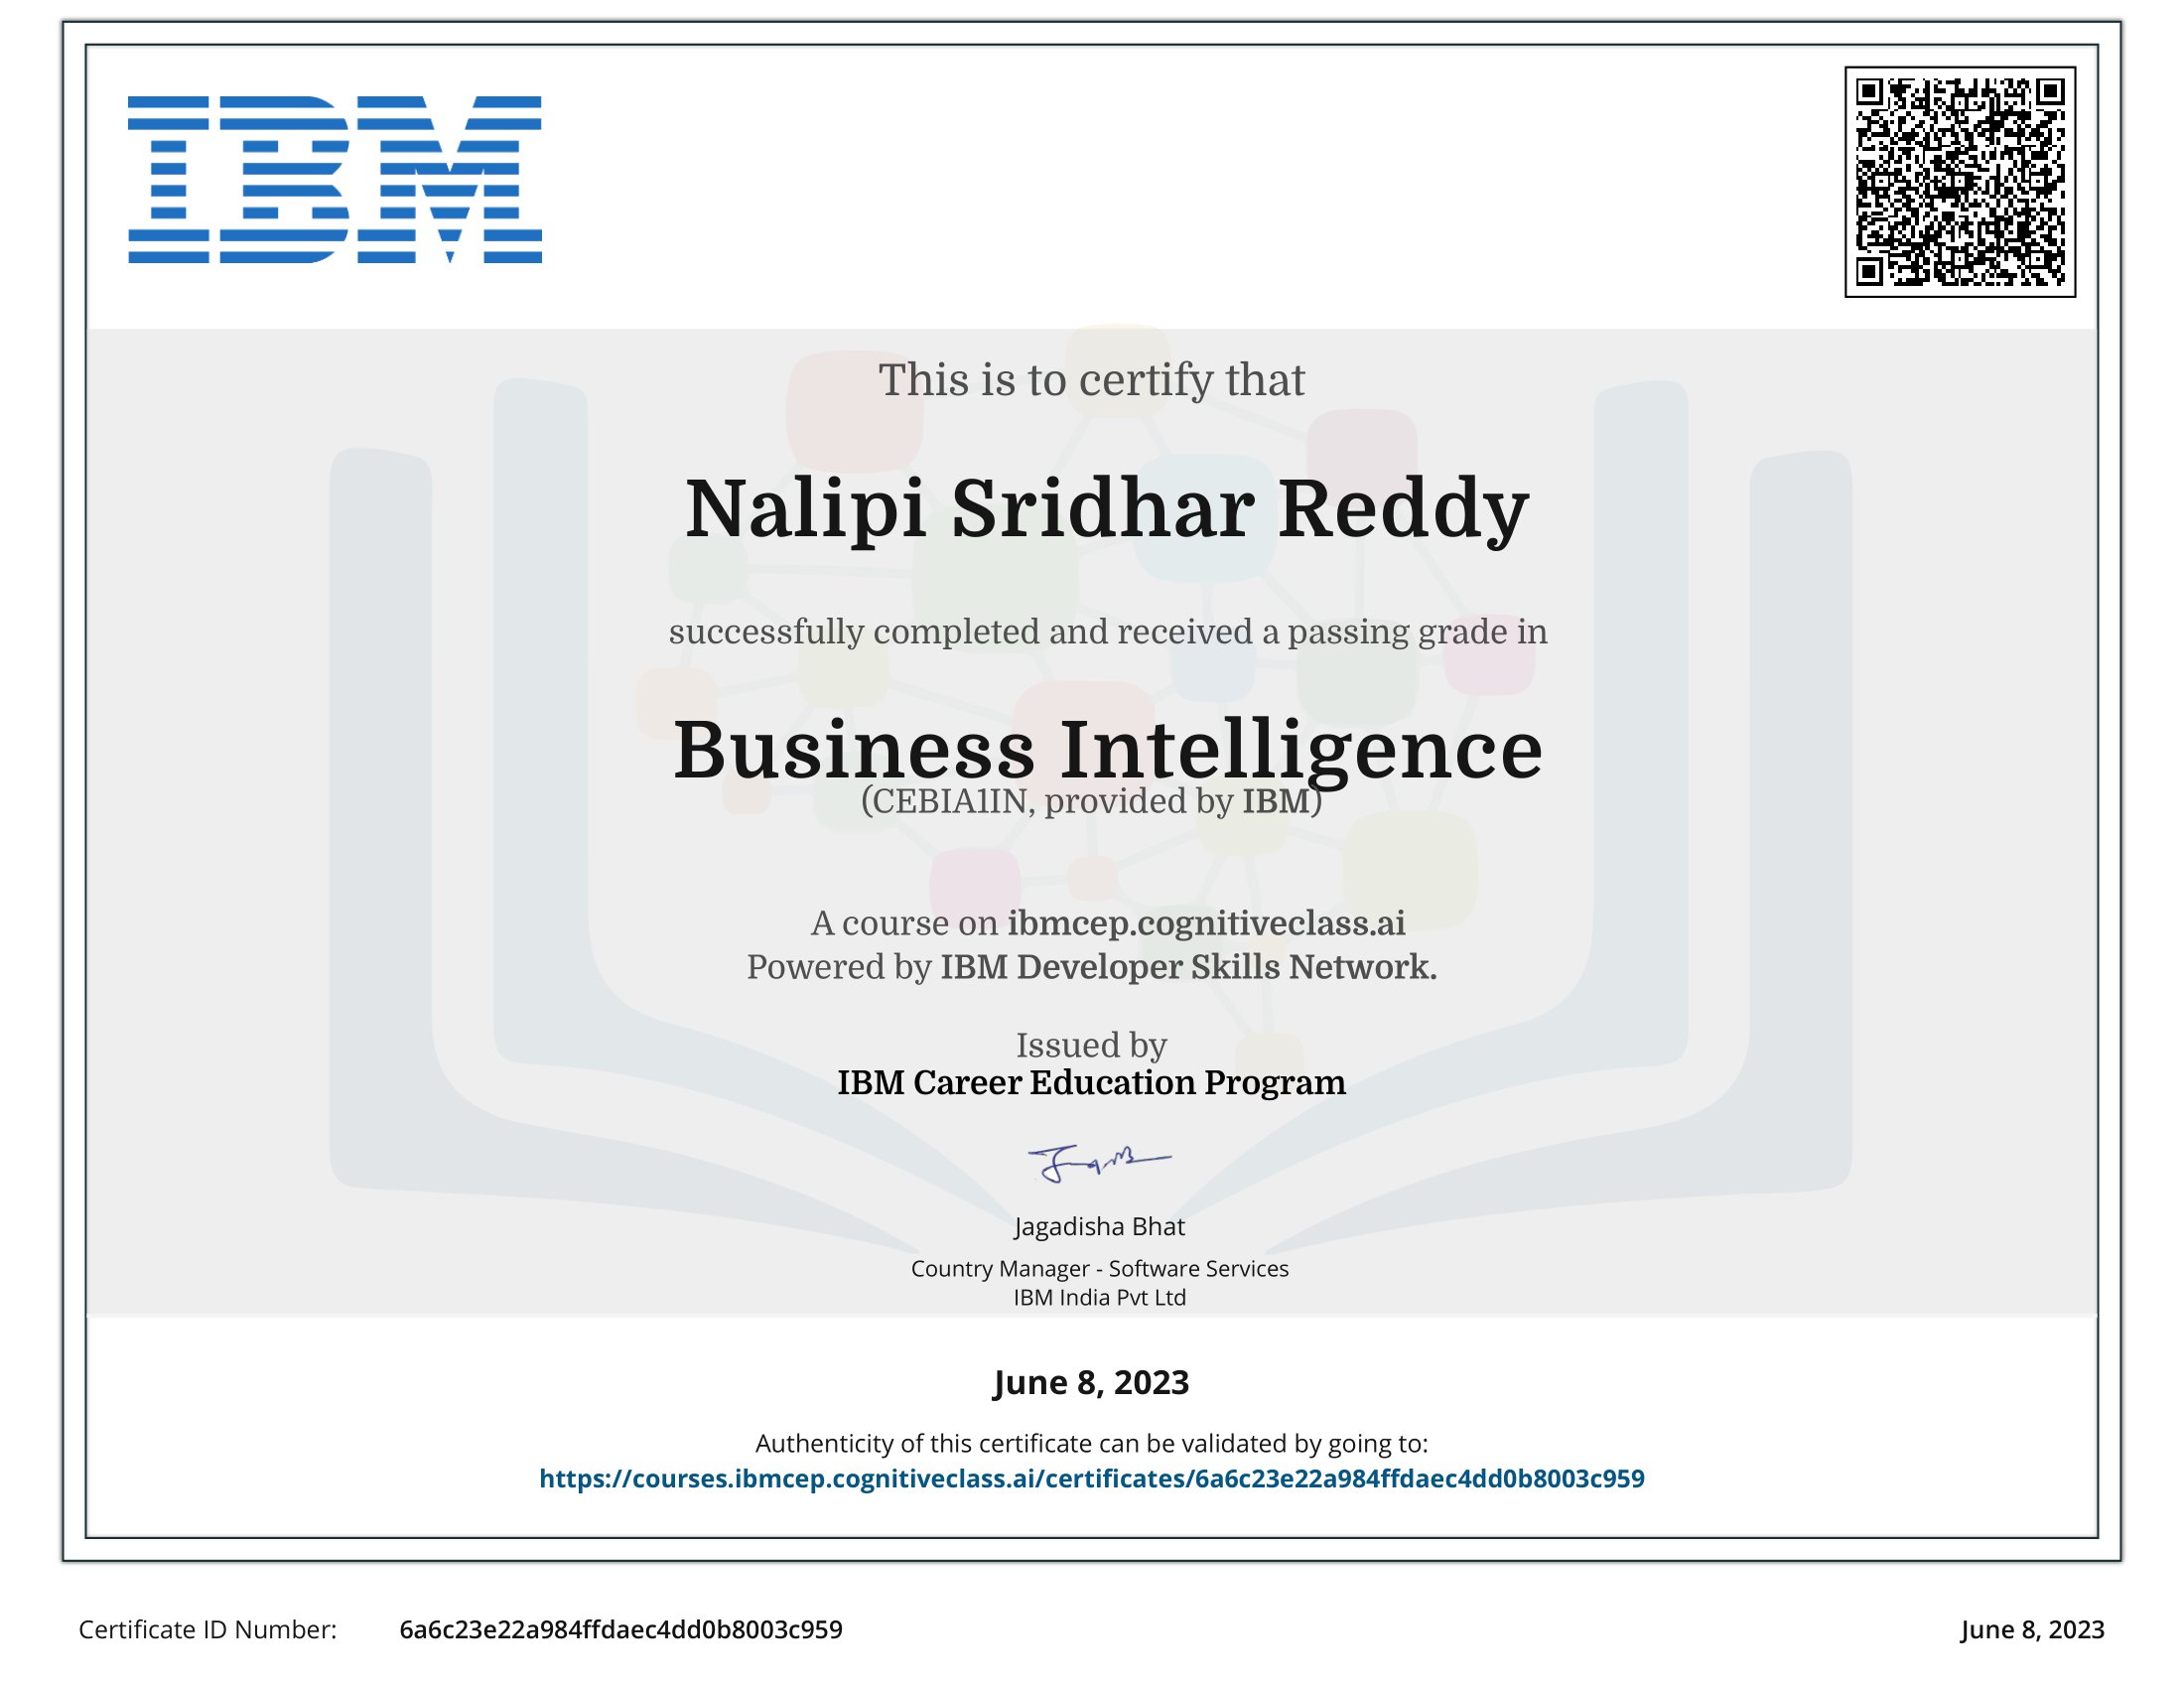 IBM
This is to certify that
Nalipi Sridhar Reddy
successfully completed and received a passing grade in
Business Intelligence
(CEBIA1IN, provided by IBM)
A course on ibmcep.cognitiveclass.ai
Powered by IBM Developer Skills Network.
Issued by
IBM Career Education Program
Jagadisha Bhat
Country Manager - Software Services
IBM India Pvt Ltd
June 8, 2023
Authenticity of this certificate can be validated by going to:
https://courses.ibmcep.cognitiveclass.ai/certificates/6a6c23e22a984ffdaec4dd0b8003c959
Certificate ID Number: 6a6c23e22a984ffdaec4dd0b8003c959 June 8, 2023